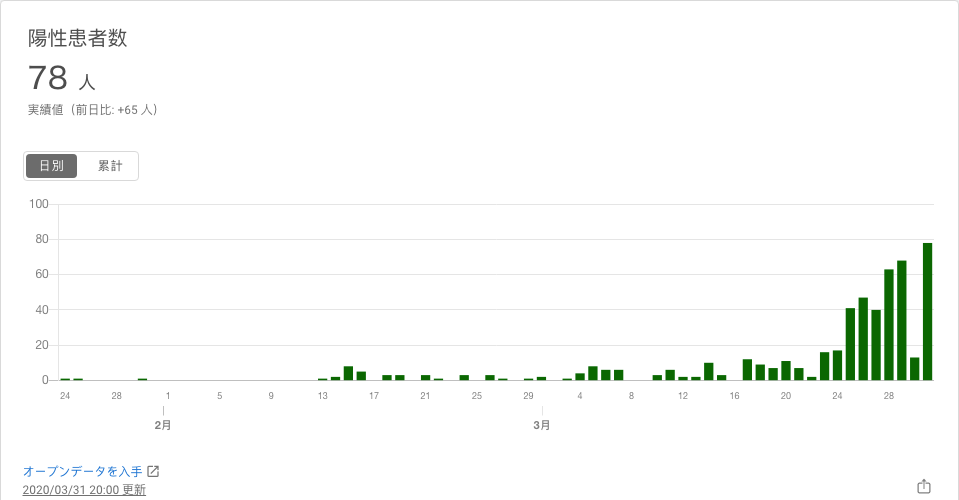 陽性患者数
78 人
実績値（前日比: +65 人）
日別 累計
100
80
60
40
20
0
24 28 1 5 9 13 17 21 25 29 4 8 12 16 20 24 28
2月 3月
オープンデータを入手
2020/03/31 20:00 更新